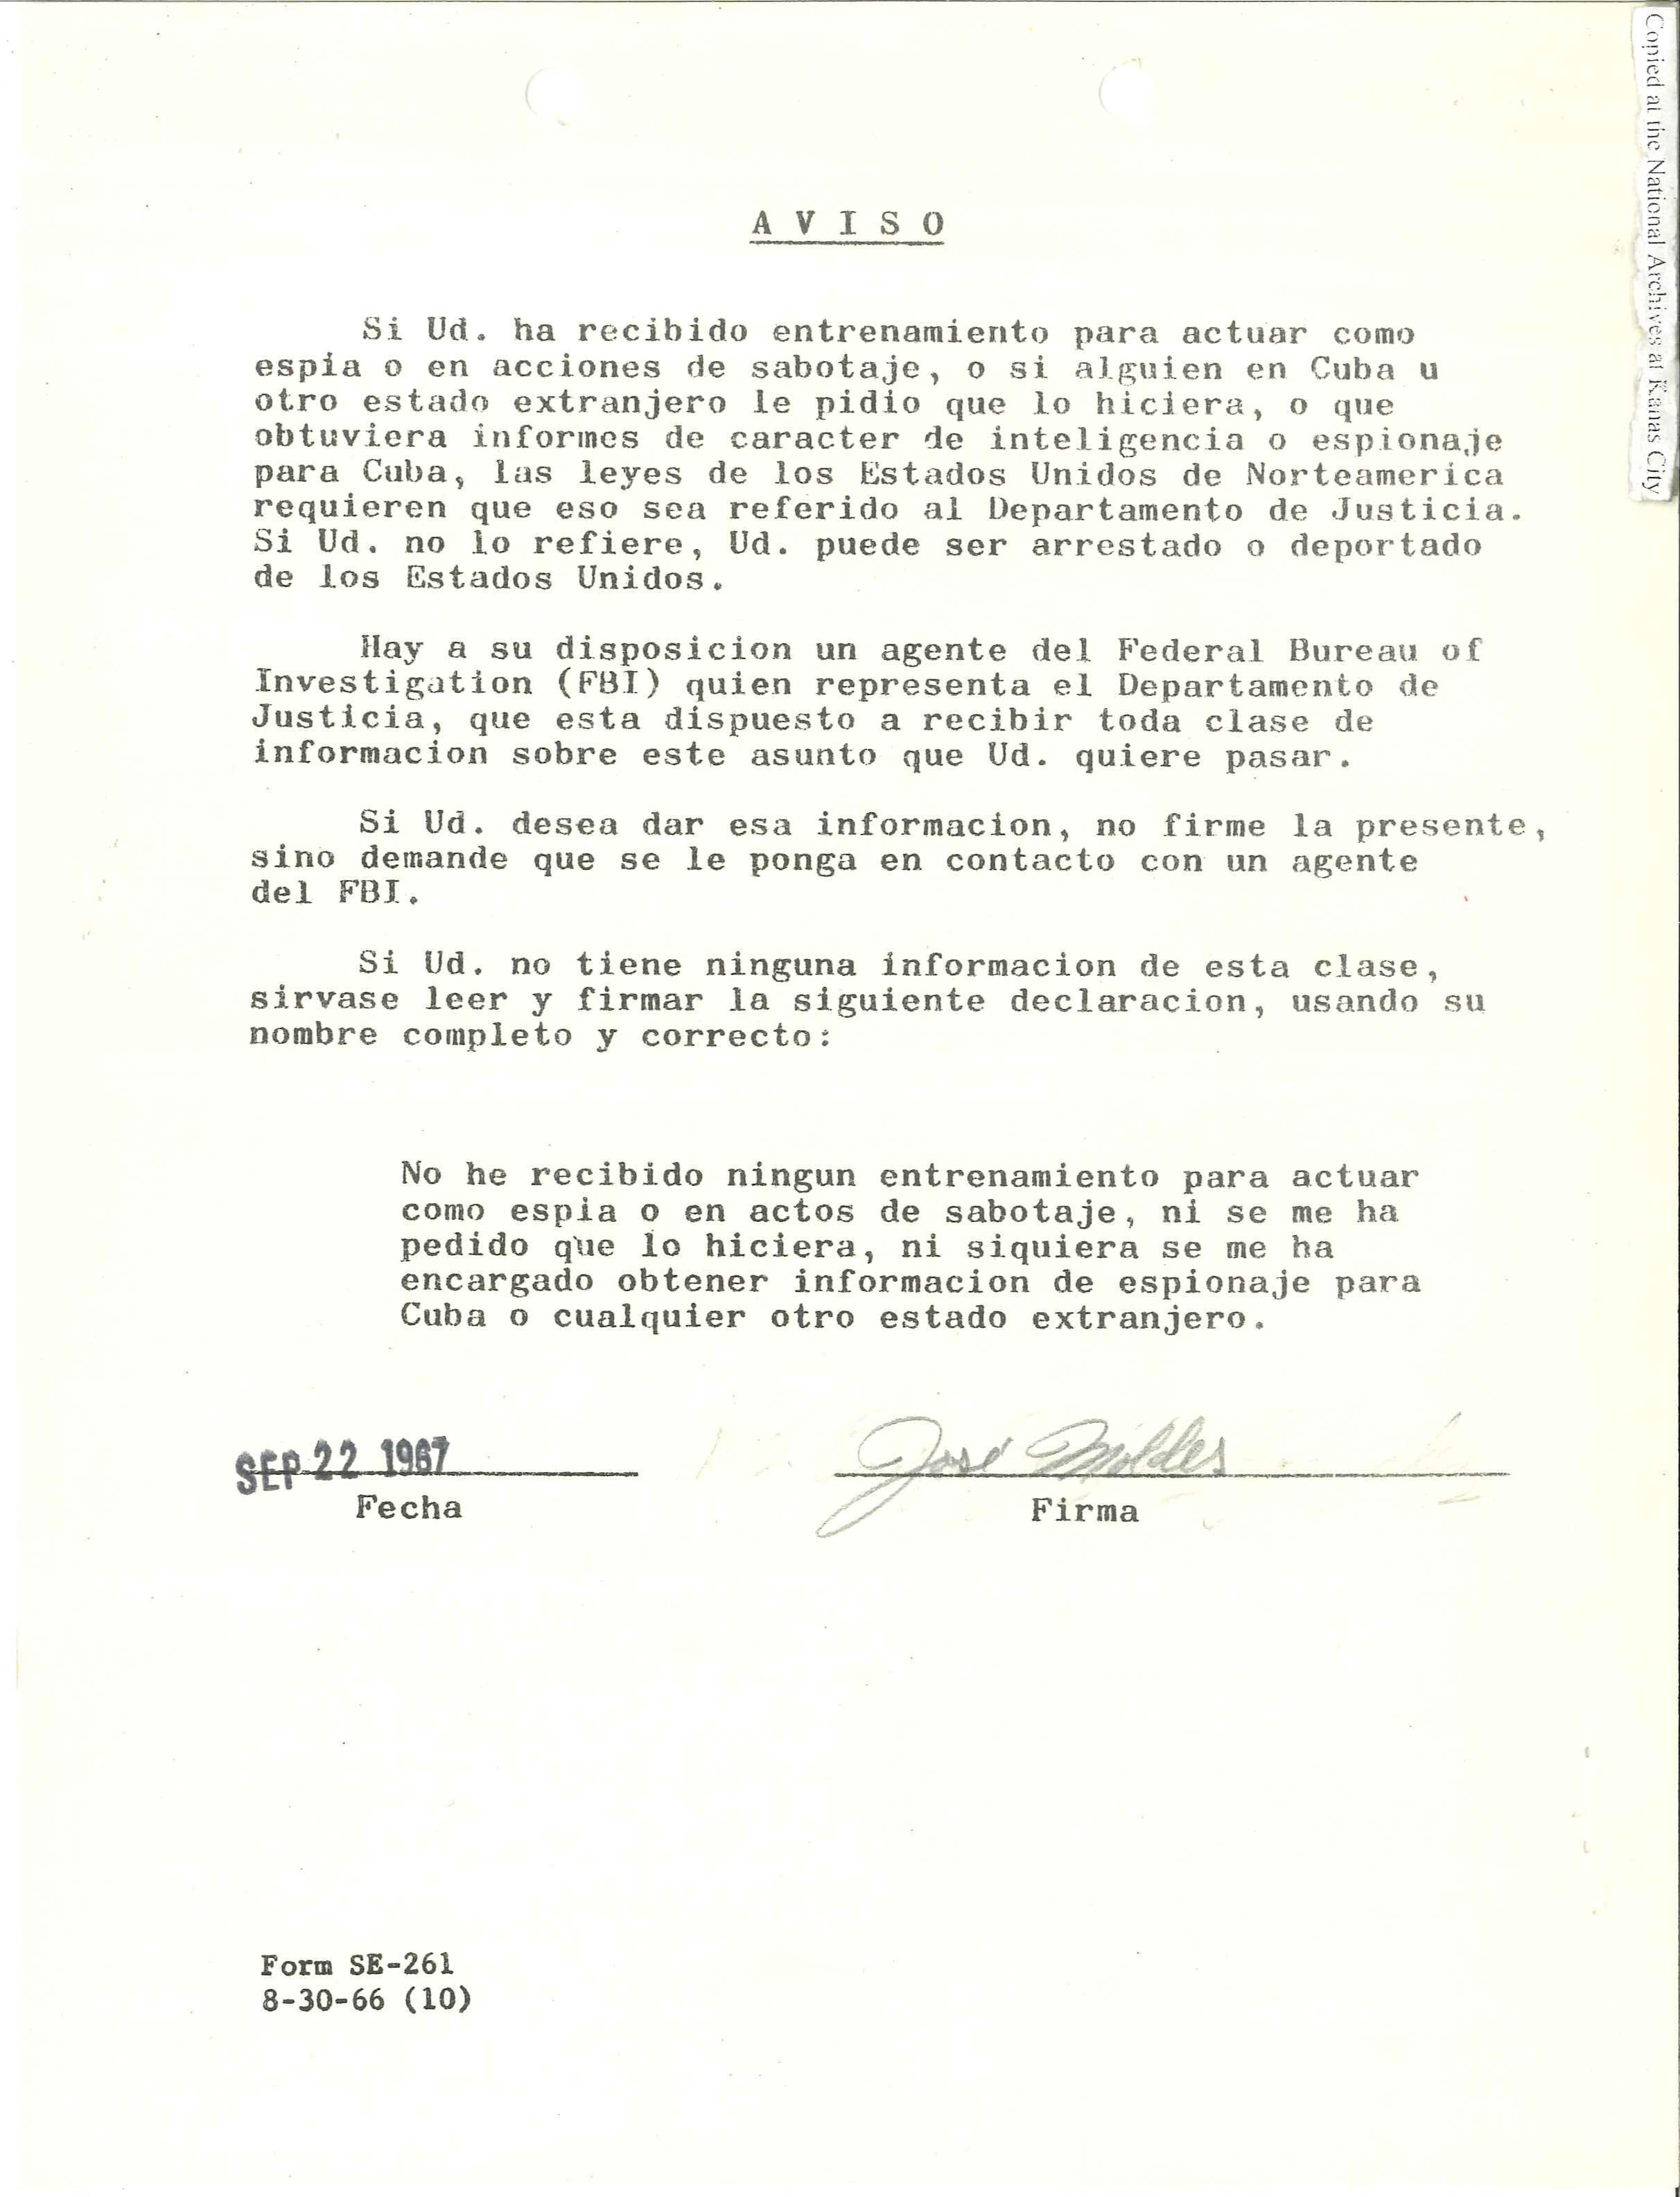 Copied at the National Archives at Kansas City
A V I S O
Si Ud. ha recibido entrenamiento para actuar como
espia o en acciones de sabotaje, o si alguien en Cuba u
otro estado extranjero le pidio que lo hiciera, o que
obtuviera informes de caracter de inteligencia o espionaje
para Cuba, las leyes de los Estados Unidos de Norteamerica
requieren que eso sea referido al Departamento de Justicia.
Si Ud. no lo refiere, Ud. puede ser arrestado o deportado
de los Estados Unidos.
Hay a su disposicion un agente del Federal Bureau of
Investigation (FBI) quien representa el Departamento de
Justicia, que esta dispuesto a recibir toda clase de
informacion sobre este asunto que Ud. quiere pasar.
Si Ud. desea dar esa informacion, no firme la presente,
sino demande que se le ponga en contacto con un agente
del FBI.
Si Ud. no tiene ninguna informacion de esta clase,
sirvase leer y firmar la siguiente declaracion, usando su
nombre completo y correcto:
No he recibido ningun entrenamiento para actuar
como espia o en actos de sabotaje, ni se me ha
pedido que lo hiciera, ni siquiera se me ha
encargado obtener informacion de espionaje para
Cuba o cualquier otro estado extranjero.
SEP 22 1967
José Moldes
Fecha
Firma
Form SE-261
8-30-66 (10)